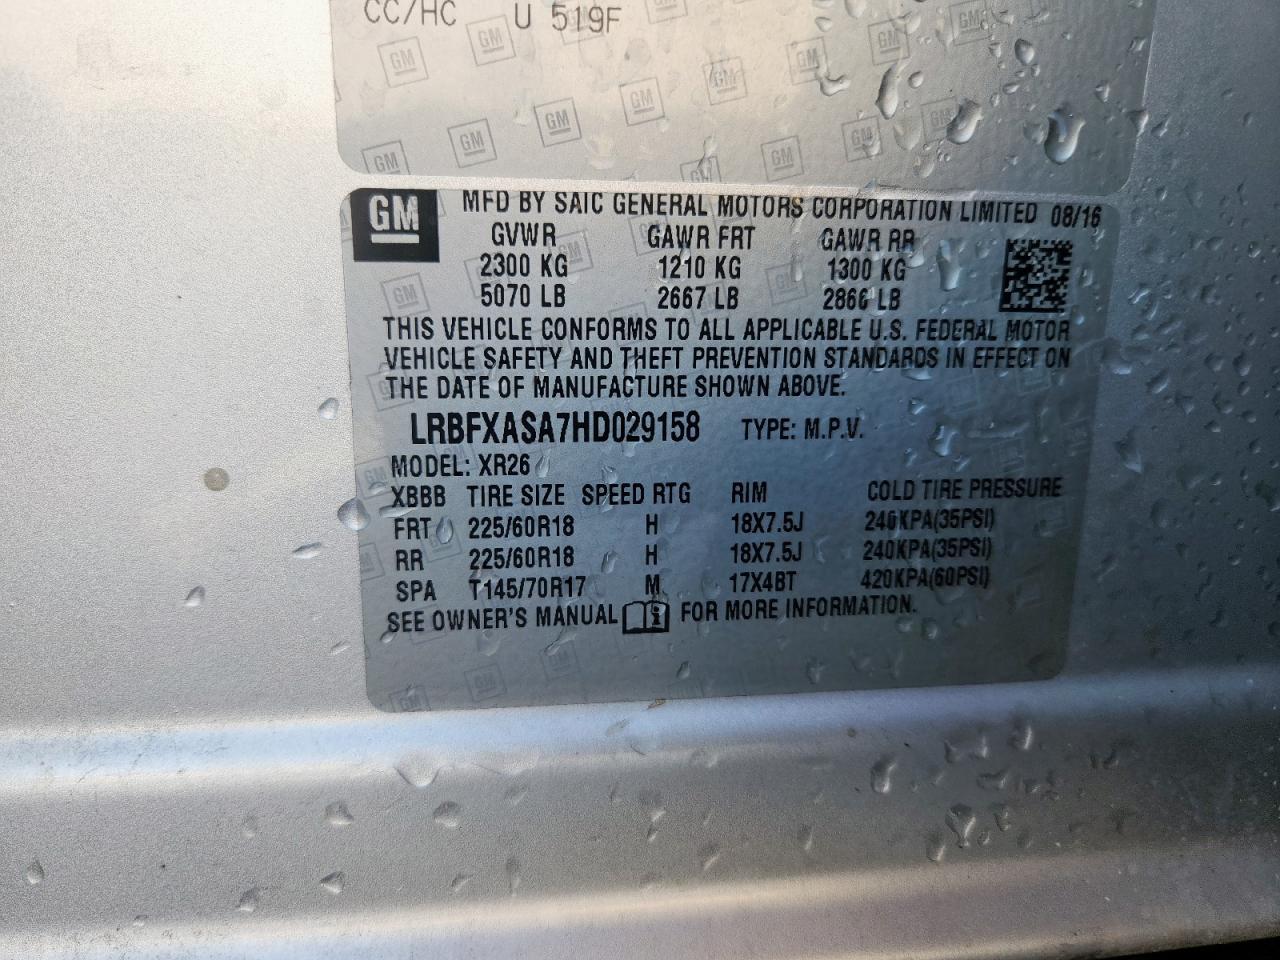 CC/HC U 519F
GM MFD BY SAIC GENERAL MOTORS CORPORATION LIMITED 08/16
GVWR GAWR FRT GAWR RR
2300 KG 1210 KG 1300 KG
5070 LB 2667 LB 2866 LB
THIS VEHICLE CONFORMS TO ALL APPLICABLE U.S. FEDERAL MOTOR
VEHICLE SAFETY AND THEFT PREVENTION STANDARDS IN EFFECT ON
THE DATE OF MANUFACTURE SHOWN ABOVE.
LRBFXASA7HD029158 TYPE: M.P.V.
MODEL: XR26
XBBB TIRE SIZE SPEED RTG RIM COLD TIRE PRESSURE
FRT 225/60R18 H 18X7.5J 240KPA(35PSI)
RR 225/60R18 H 18X7.5J 240KPA(35PSI)
SPA T145/70R17 M 17X4BT 420KPA(60PSI)
SEE OWNER'S MANUAL FOR MORE INFORMATION.